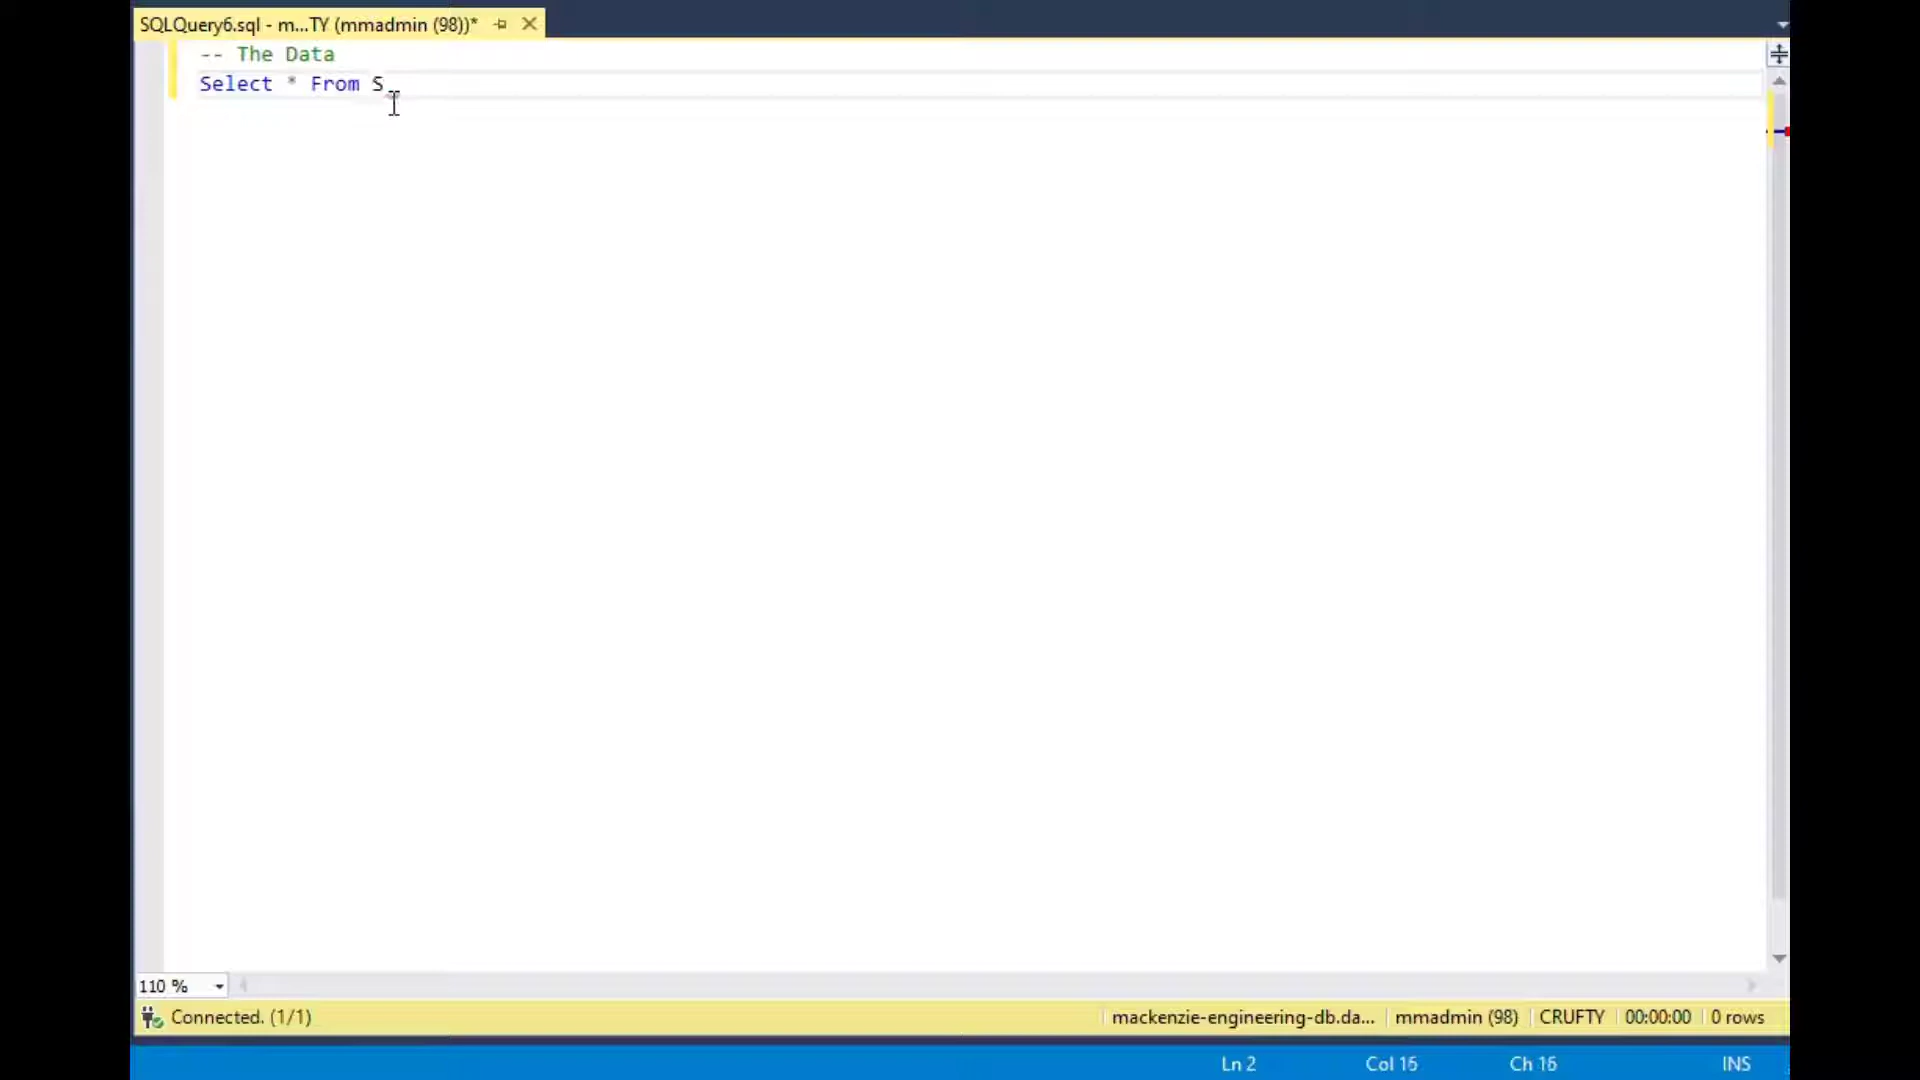 SQLQuery6.sql - m...TY (mmadmin (98))*
-- The Data
Select * From S
110 %
Connected. (1/1)
mackenzie-engineering-db.da...
mmadmin (98)
CRUFTY
00:00:00
0 rows
Ln 2
Col 16
Ch 16
INS